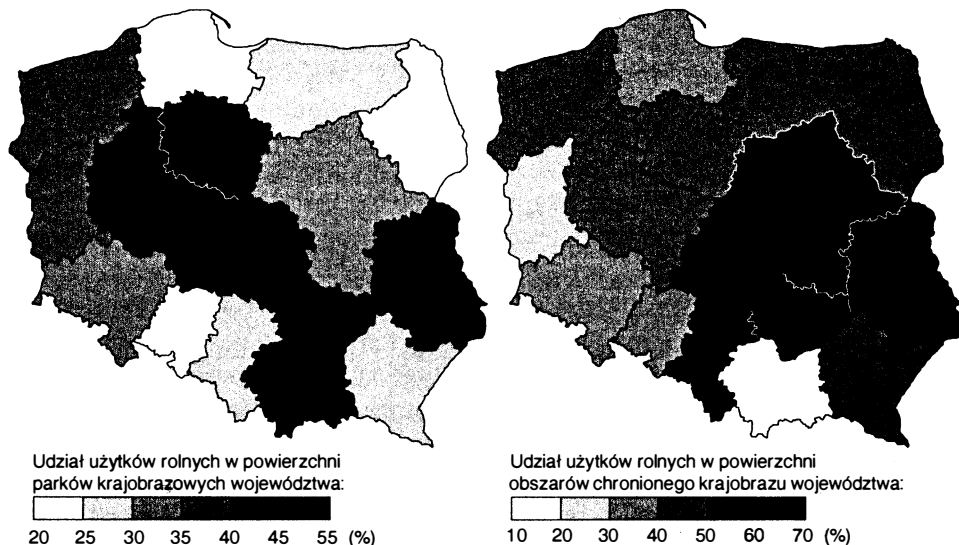 Udział użytków rolnych w powierzchni
parków krajobrazowych województwa:
20 25 30 35 40 45 55 (%)
Udział użytków rolnych w powierzchni
obszarów chronionego krajobrazu województwa:
10 20 30 40 50 60 70 (%)